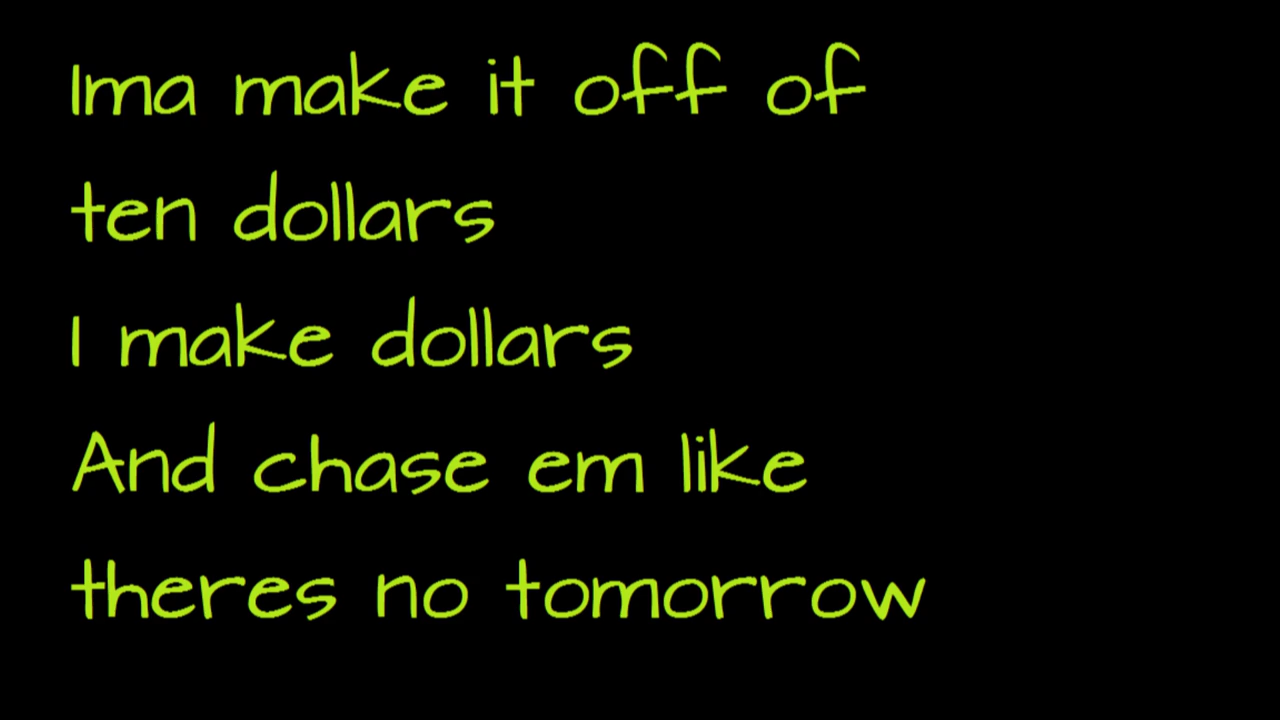 Ima make it off of
ten dollars
I make dollars
And chase em like
theres no tomorrow